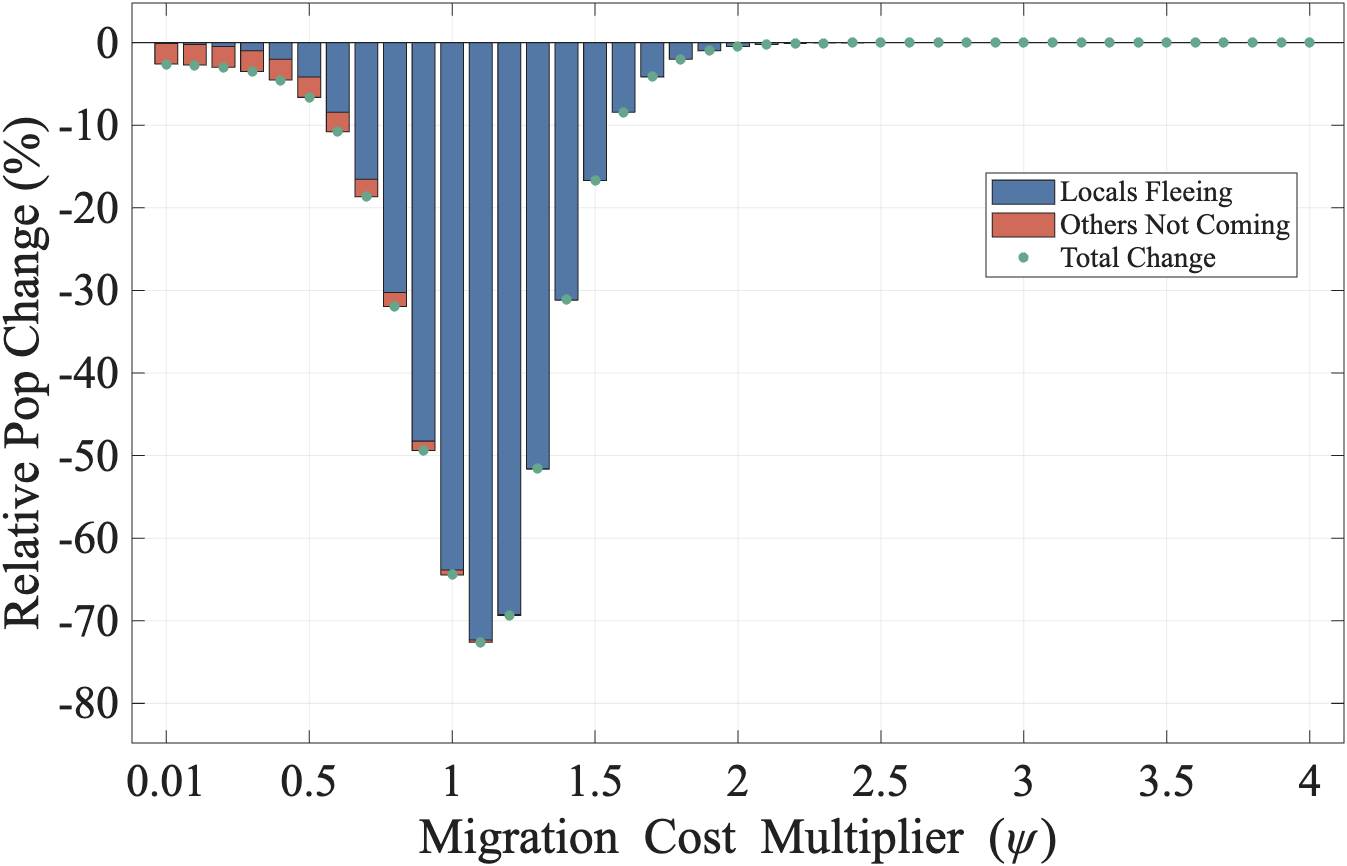 0
-10
-20
-30
-40
-50
-60
-70
-80
Relative Pop Change (%)
Locals Fleeing
Others Not Coming
Total Change
0.01 0.5 1 1.5 2 2.5 3 3.5 4
Migration Cost Multiplier (ψ)